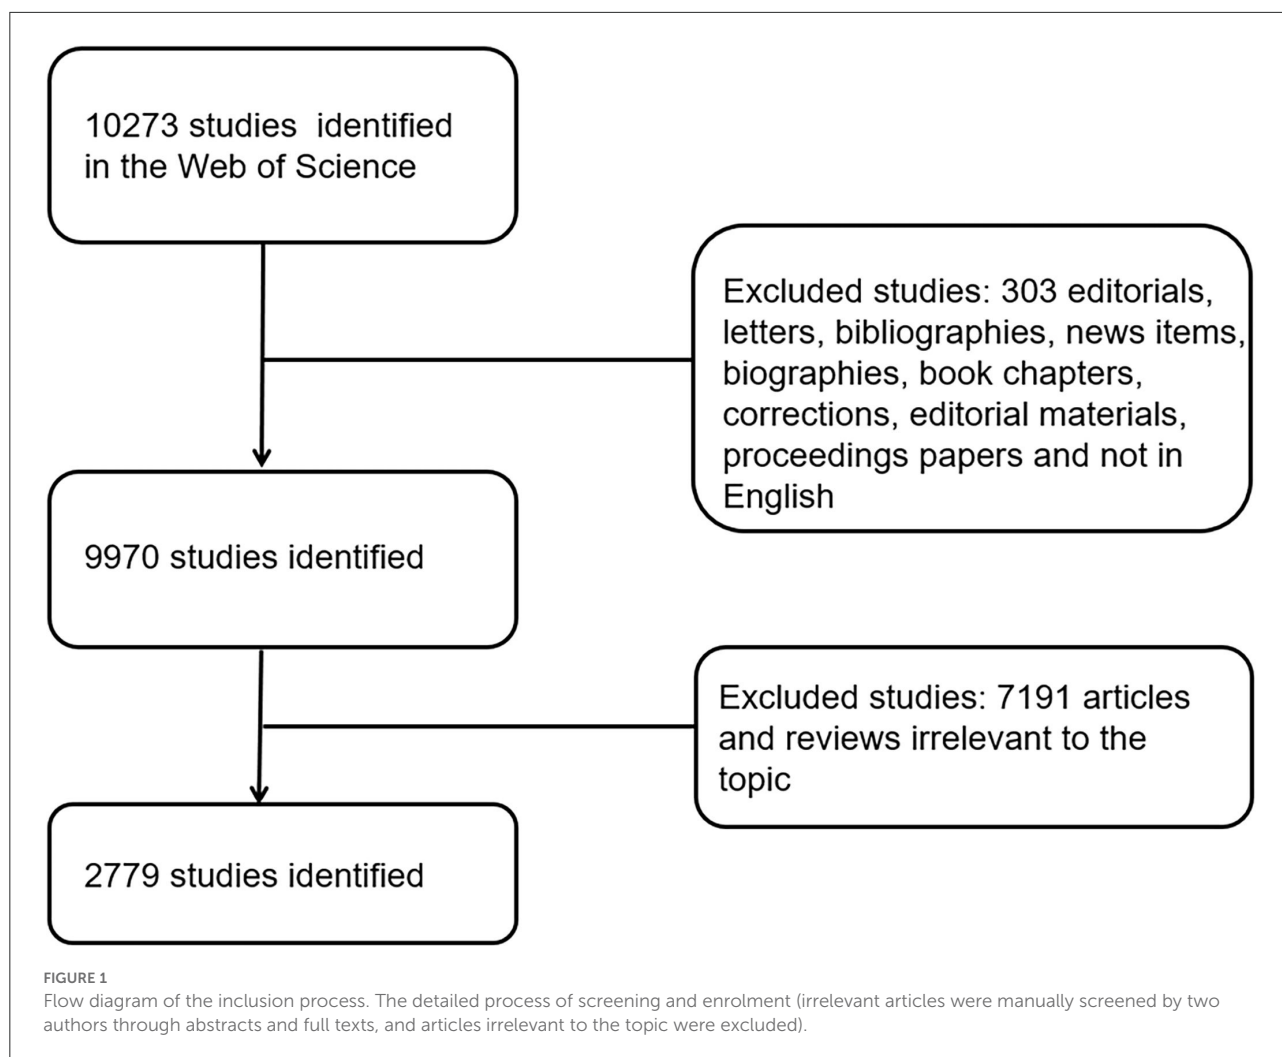 10273 studies  identified
in the Web of Science
Excluded studies: 303 editorials,
letters, bibliographies, news items,
biographies, book chapters,
corrections, editorial materials,
proceedings papers and not in
English
9970 studies identified
Excluded studies: 7191 articles
and reviews irrelevant to the
topic
2779 studies identified
FIGURE 1
Flow diagram of the inclusion process. The detailed process of screening and enrolment (irrelevant articles were manually screened by two
authors through abstracts and full texts, and articles irrelevant to the topic were excluded).